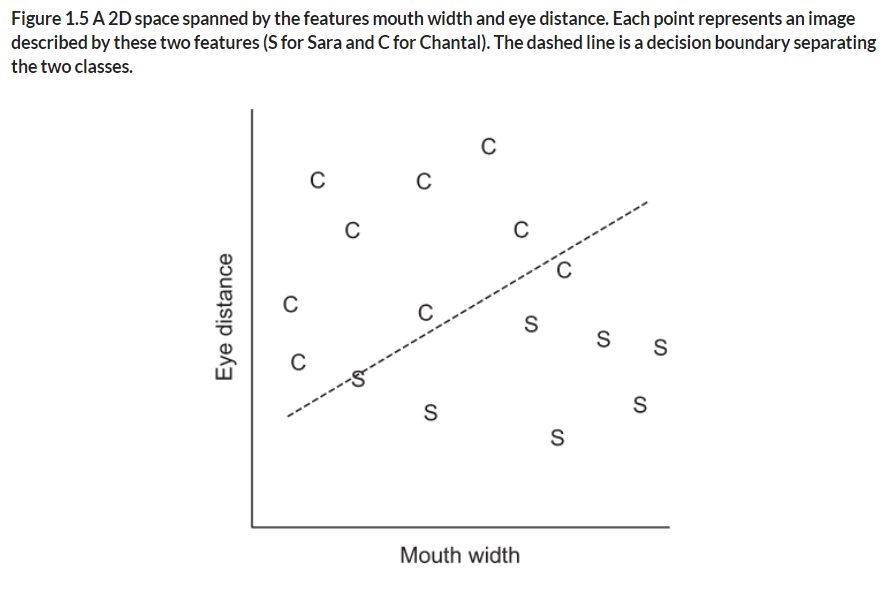 Figure 1.5 A 2D space spanned by the features mouth width and eye distance. Each point represents an image
described by these two features (S for Sara and C for Chantal). The dashed line is a decision boundary separating
the two classes.
C
C
C
C
C
C
C
C
S
C
S
S
C
S
S
S
S
Eye distance
Mouth width